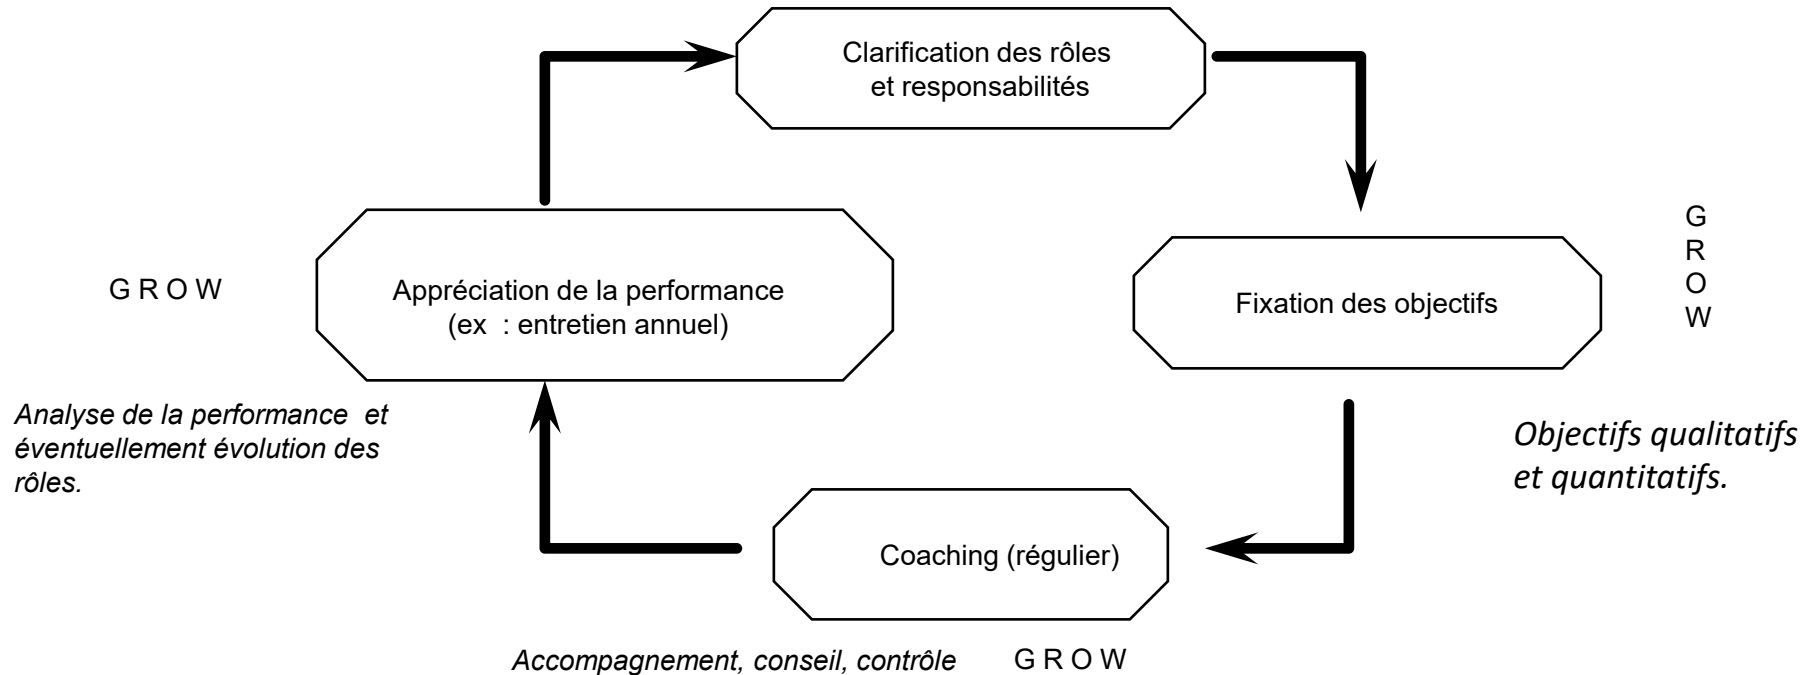 Clarification des rôles
et responsabilités
G R O W
Appréciation de la performance
(ex : entretien annuel)
Fixation des objectifs
G
R
O
W
Analyse de la performance et
éventuellement évolution des
rôles.
Objectifs qualitatifs
et quantitatifs.
Coaching (régulier)
Accompagnement, conseil, contrôle
G R O W